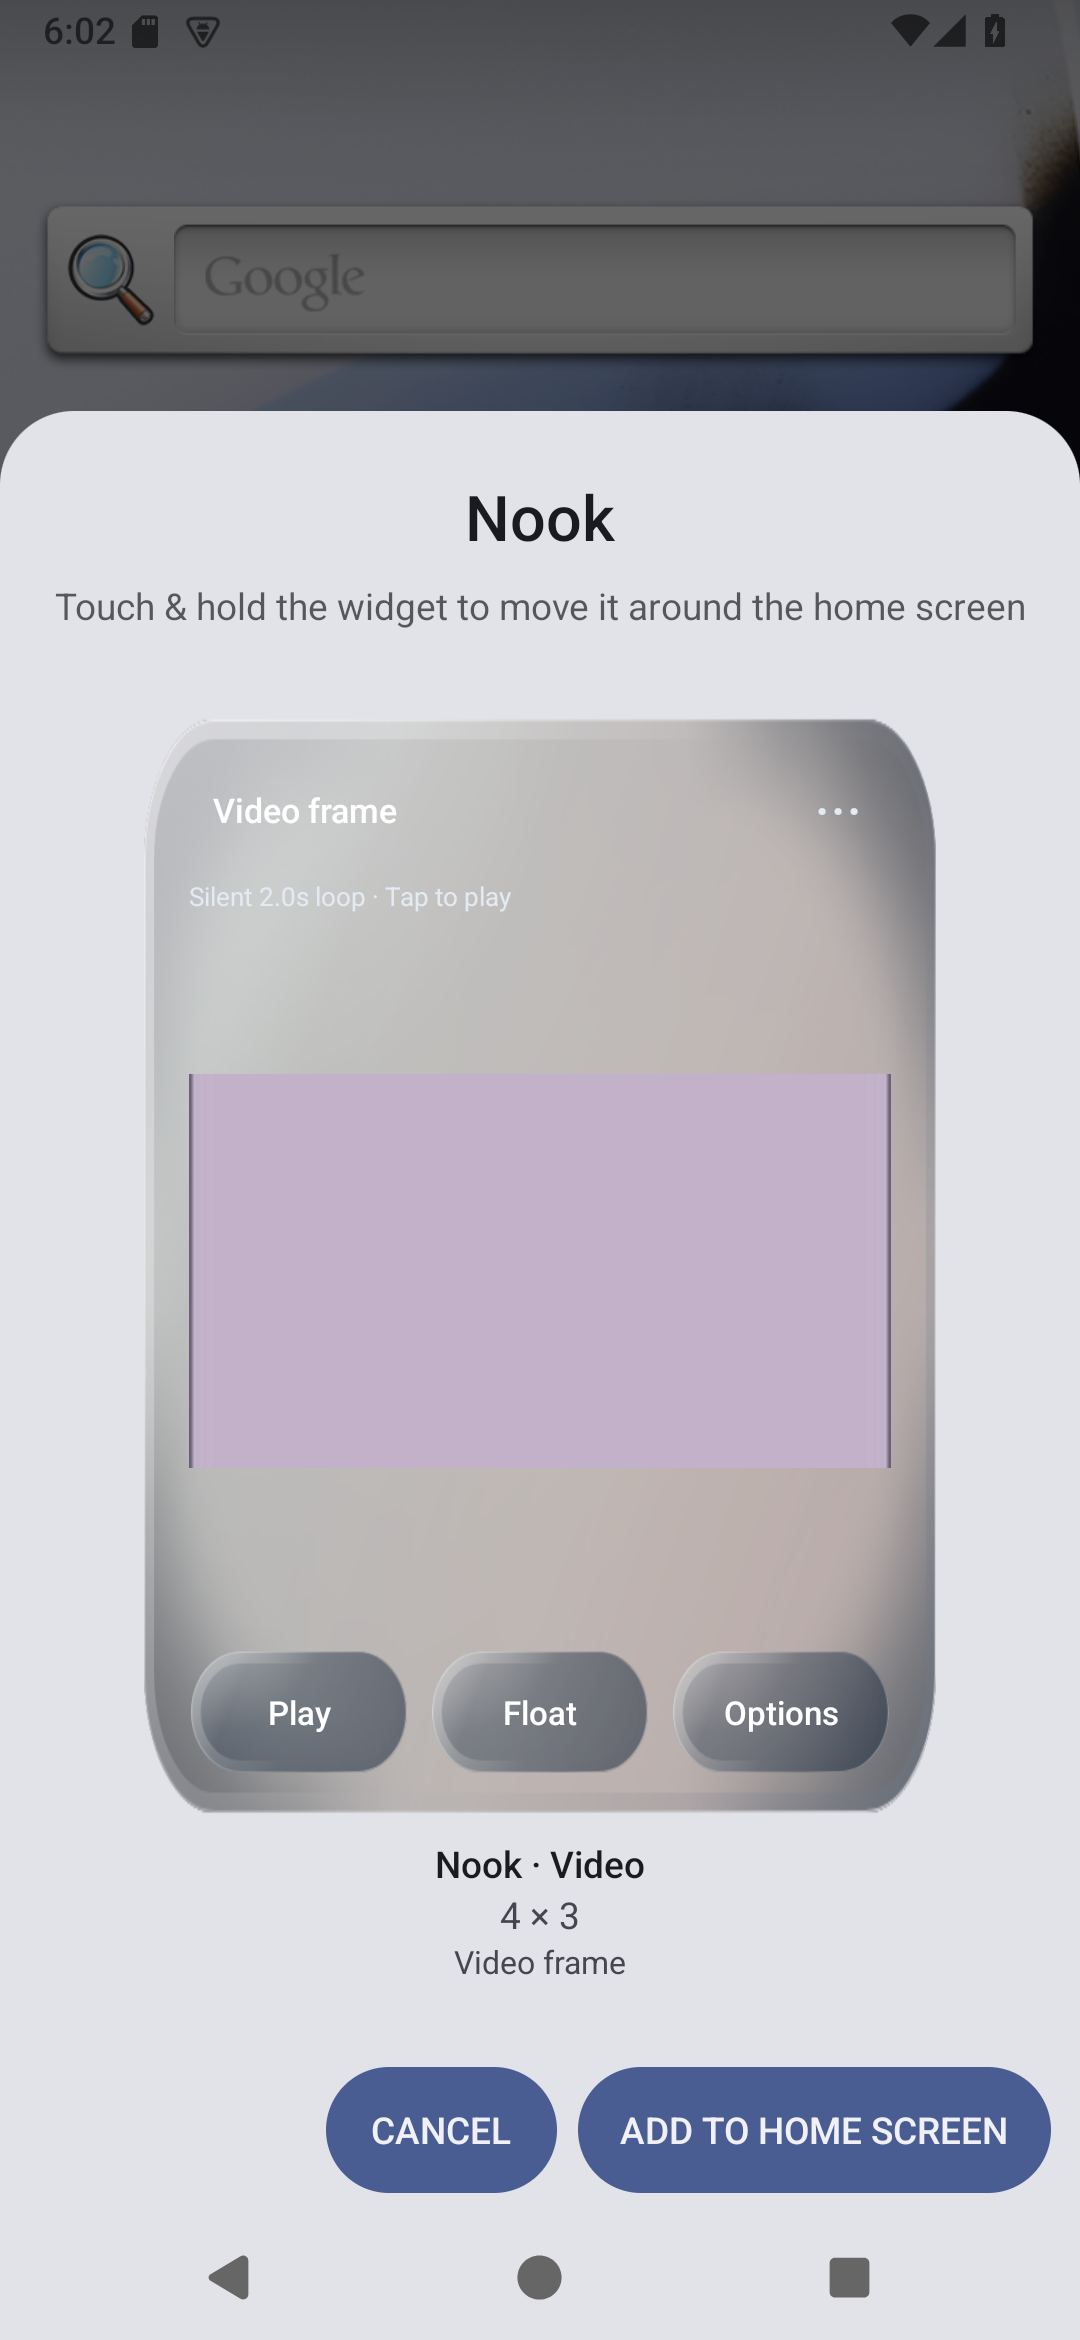 6:02
Google
Nook
Touch & hold the widget to move it around the home screen
Video frame
Silent 2.0s loop · Tap to play
Play
Float
Options
Nook · Video
4 × 3
Video frame
CANCEL
ADD TO HOME SCREEN